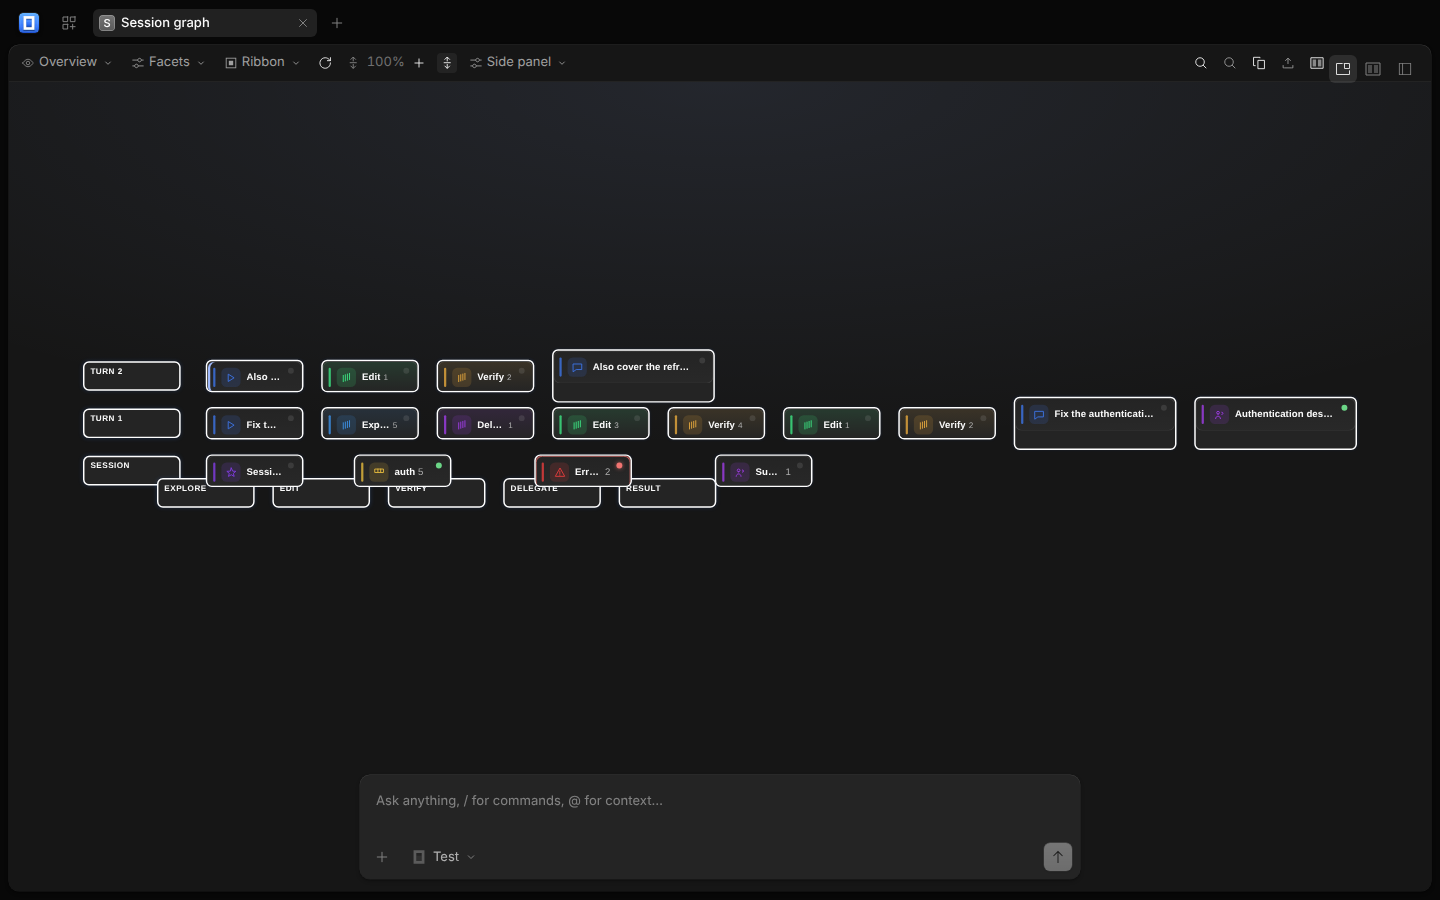 S Session graph
Overview Facets Ribbon 100% Side panel
TURN 2 Also ... Edit 1 Verify 2 Also cover the refr...
TURN 1 Fix t... Exp... 5 Del... 1 Edit 3 Verify 4 Edit 1 Verify 2 Fix the authenticati... Authentication des...
SESSION Sessi... auth 5 Err... 2 Su... 1
EXPLORE EDIT VERIFY DELEGATE RESULT
Ask anything, / for commands, @ for context...
Test